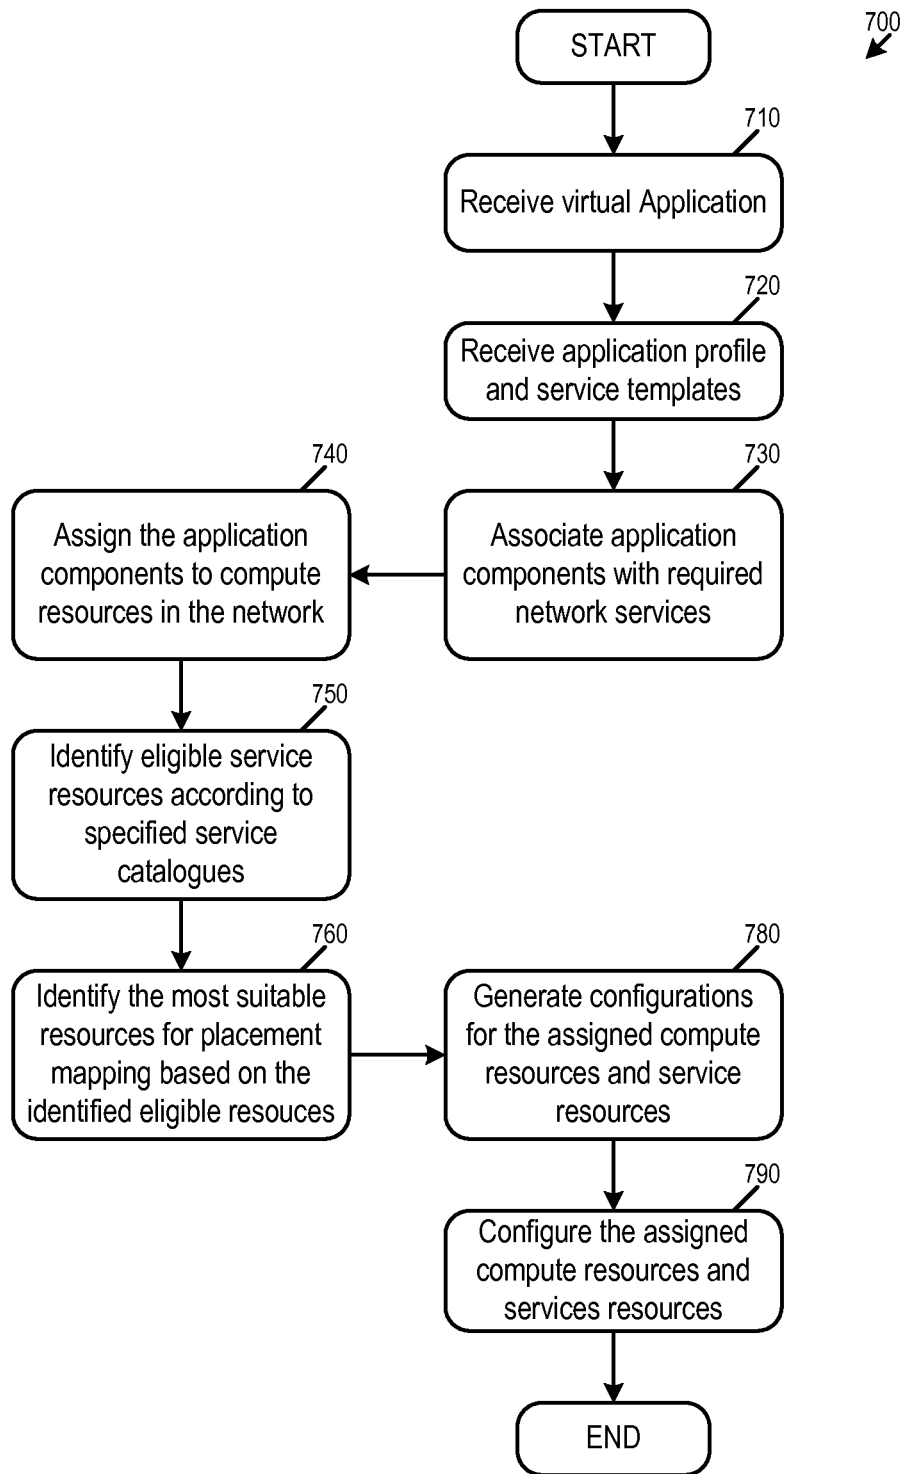 700
START
710
Receive virtual Application
720
Receive application profile
and service templates
730
Associate application
components with required
network services
740
Assign the application
components to compute
resources in the network
750
Identify eligible service
resources according to
specified service
catalogues
760
Identify the most suitable
resources for placement
mapping based on the
identified eligible resouces
780
Generate configurations
for the assigned compute
resources and service
resources
790
Configure the assigned
compute resources and
services resources
END